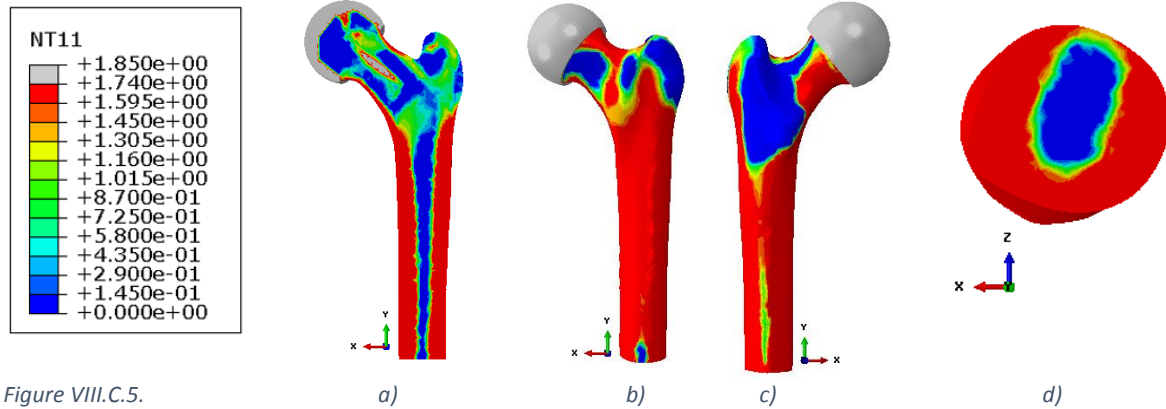 NT11
+1.850e+00
+1.740e+00
+1.595e+00
+1.450e+00
+1.305e+00
+1.160e+00
+1.015e+00
+8.700e-01
+7.250e-01
+5.800e-01
+4.350e-01
+2.900e-01
+1.450e-01
+0.000e+00
Y
X
Y
X
Y
X
Z
X
Y
Figure VIII.C.5. a) b) c) d)